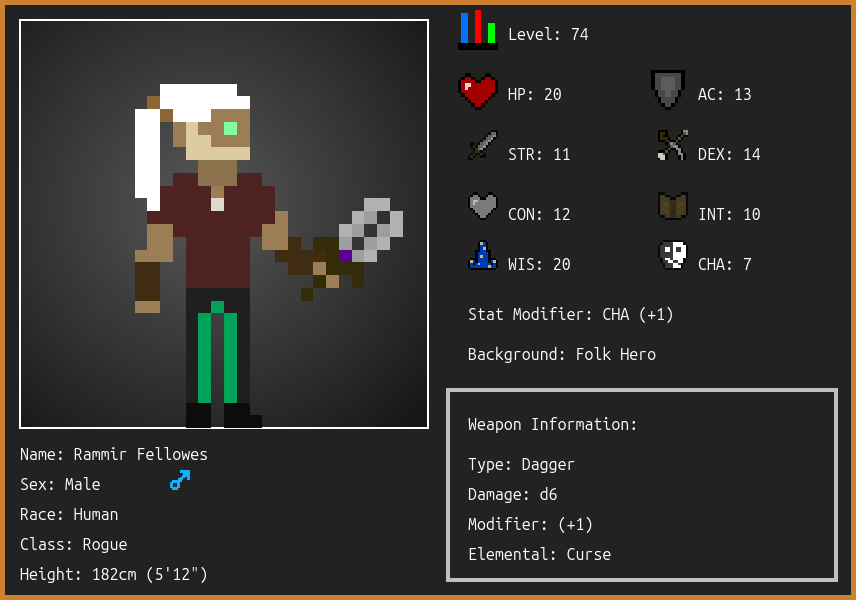 Level: 74
HP: 20
AC: 13
STR: 11
DEX: 14
CON: 12
INT: 10
WIS: 20
CHA: 7
Stat Modifier: CHA (+1)
Background: Folk Hero
Weapon Information:
Type: Dagger
Damage: d6
Modifier: (+1)
Elemental: Curse
Name: Rammir Fellowes
Sex: Male
Race: Human
Class: Rogue
Height: 182cm (5'12")